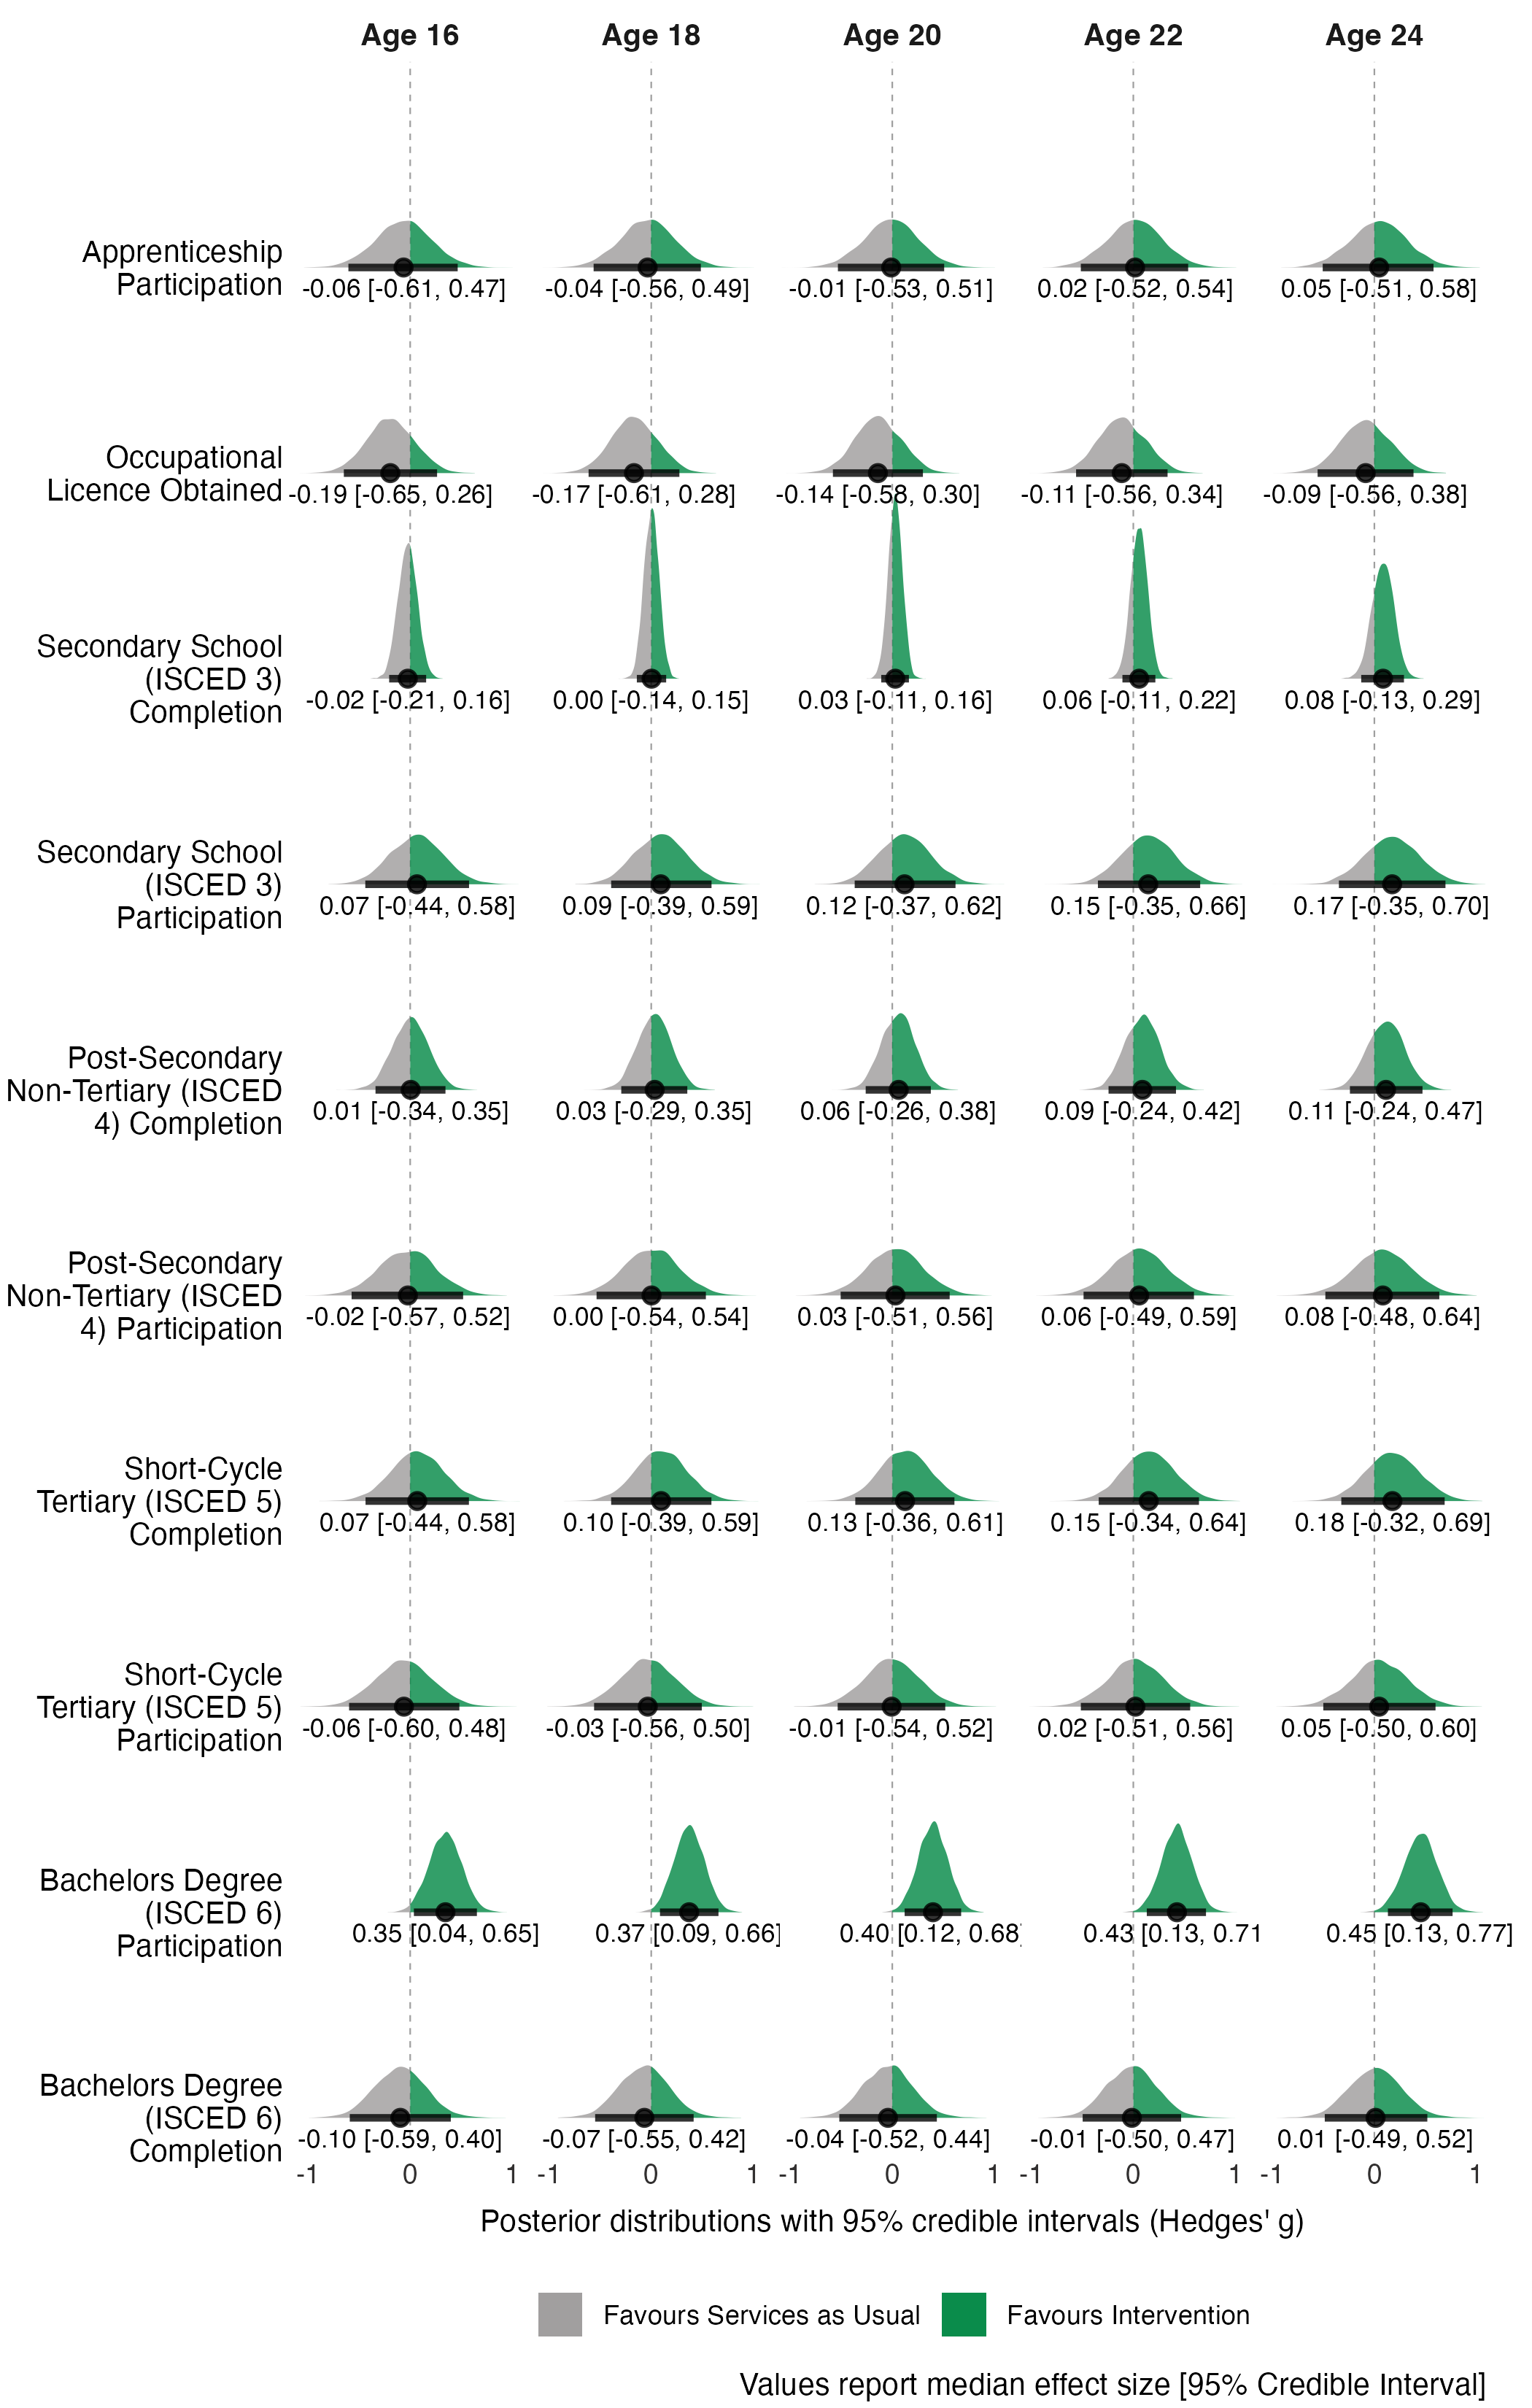 Age 16 Age 18 Age 20 Age 22 Age 24
Apprenticeship
Participation
-0.06 [-0.61, 0.47] -0.04 [-0.56, 0.49] -0.01 [-0.53, 0.51] 0.02 [-0.52, 0.54] 0.05 [-0.51, 0.58]
Occupational
Licence Obtained
-0.19 [-0.65, 0.26] -0.17 [-0.61, 0.28] -0.14 [-0.58, 0.30] -0.11 [-0.56, 0.34] -0.09 [-0.56, 0.38]
Secondary School
(ISCED 3)
Completion
-0.02 [-0.21, 0.16] 0.00 [-0.14, 0.15] 0.03 [-0.11, 0.16] 0.06 [-0.11, 0.22] 0.08 [-0.13, 0.29]
Secondary School
(ISCED 3)
Participation
0.07 [-0.44, 0.58] 0.09 [-0.39, 0.59] 0.12 [-0.37, 0.62] 0.15 [-0.35, 0.66] 0.17 [-0.35, 0.70]
Post-Secondary
Non-Tertiary (ISCED
4) Completion
0.01 [-0.34, 0.35] 0.03 [-0.29, 0.35] 0.06 [-0.26, 0.38] 0.09 [-0.24, 0.42] 0.11 [-0.24, 0.47]
Post-Secondary
Non-Tertiary (ISCED
4) Participation
-0.02 [-0.57, 0.52] 0.00 [-0.54, 0.54] 0.03 [-0.51, 0.56] 0.06 [-0.49, 0.59] 0.08 [-0.48, 0.64]
Short-Cycle
Tertiary (ISCED 5)
Completion
0.07 [-0.44, 0.58] 0.10 [-0.39, 0.59] 0.13 [-0.36, 0.61] 0.15 [-0.34, 0.64] 0.18 [-0.32, 0.69]
Short-Cycle
Tertiary (ISCED 5)
Participation
-0.06 [-0.60, 0.48] -0.03 [-0.56, 0.50] -0.01 [-0.54, 0.52] 0.02 [-0.51, 0.56] 0.05 [-0.50, 0.60]
Bachelors Degree
(ISCED 6)
Participation
0.35 [0.04, 0.65] 0.37 [0.09, 0.66] 0.40 [0.12, 0.68] 0.43 [0.13, 0.71 0.45 [0.13, 0.77]
Bachelors Degree
(ISCED 6)
Completion
-0.10 [-0.59, 0.40] -0.07 [-0.55, 0.42] -0.04 [-0.52, 0.44] -0.01 [-0.50, 0.47] 0.01 [-0.49, 0.52]
-1 0 1 -1 0 1 -1 0 1 -1 0 1 -1 0 1
Posterior distributions with 95% credible intervals (Hedges' g)
Favours Services as Usual Favours Intervention
Values report median effect size [95% Credible Interval]